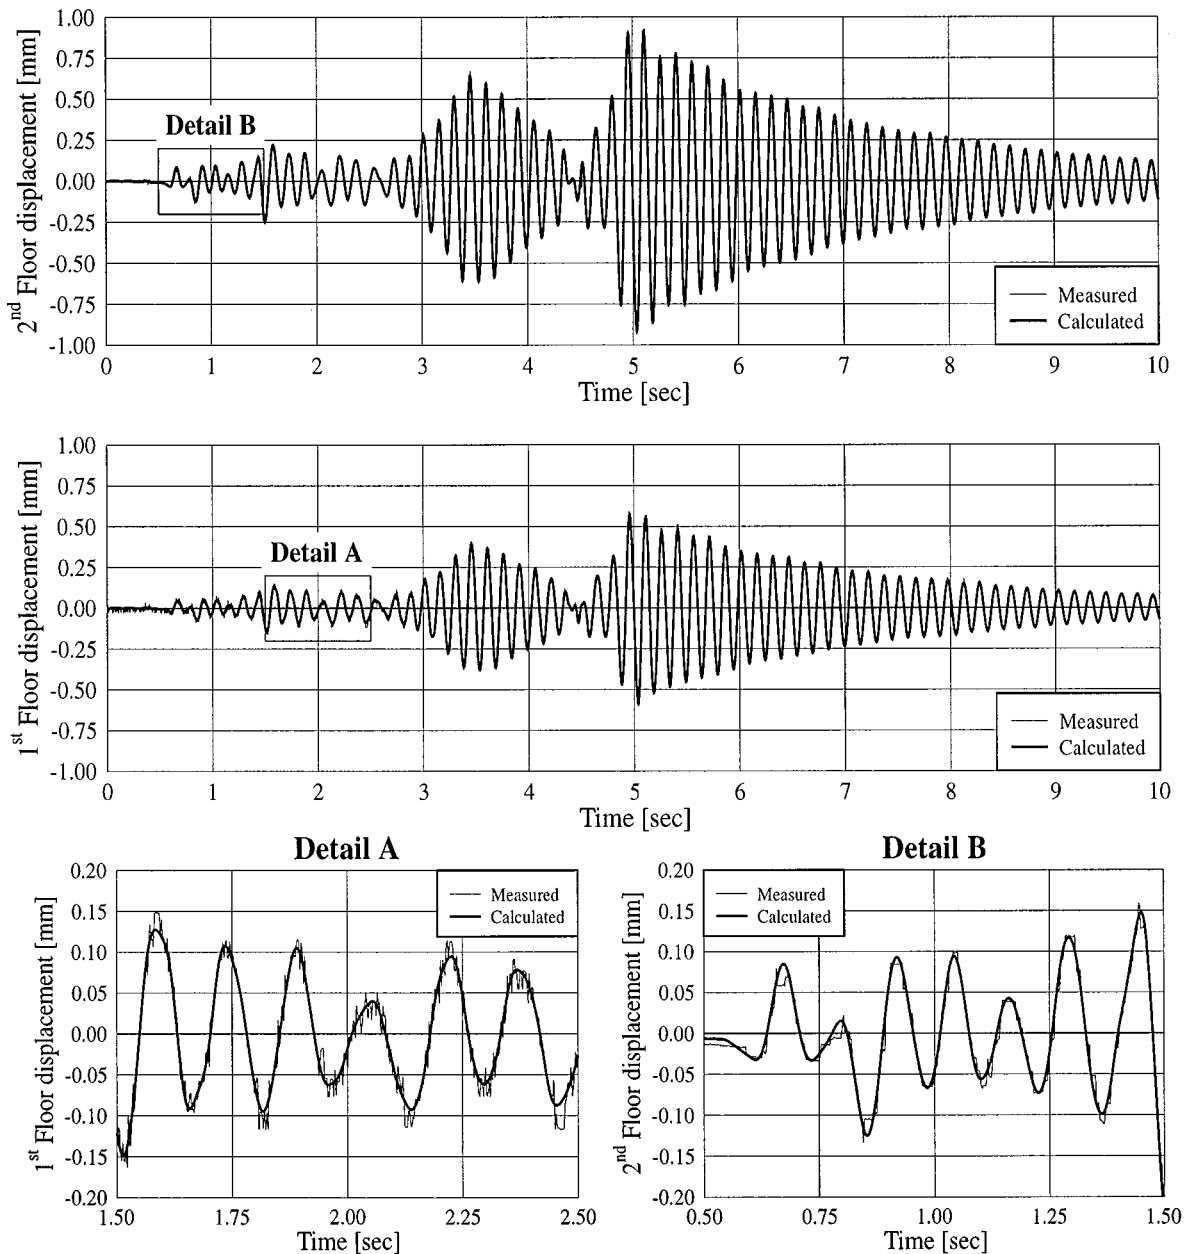 2nd Floor displacement [mm]
1.00
0.75
0.50
0.25
0.00
-0.25
-0.50
-0.75
-1.00
Detail B
Measured
Calculated
0 1 2 3 4 5 6 7 8 9 10
Time [sec]
1st Floor displacement [mm]
1.00
0.75
0.50
0.25
0.00
-0.25
-0.50
-0.75
-1.00
Detail A
Measured
Calculated
0 1 2 3 4 5 6 7 8 9 10
Time [sec]
Detail A
1st Floor displacement [mm]
0.20
0.15
0.10
0.05
0.00
-0.05
-0.10
-0.15
-0.20
Measured
Calculated
1.50 1.75 2.00 2.25 2.50
Time [sec]
Detail B
2nd Floor displacement [mm]
0.20
0.15
0.10
0.05
0.00
-0.05
-0.10
-0.15
-0.20
Measured
Calculated
0.50 0.75 1.00 1.25 1.50
Time [sec]